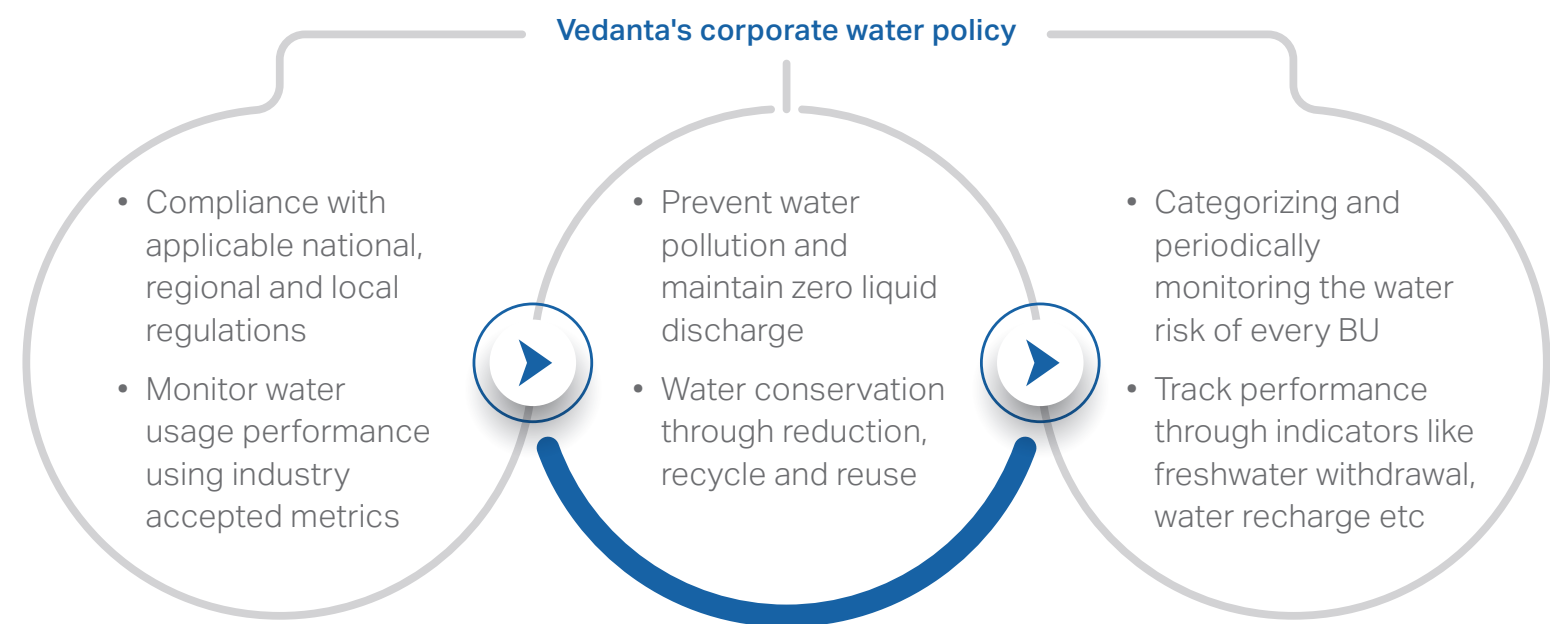 Vedanta's corporate water policy
• Compliance with
applicable national,
regional and local
regulations
• Monitor water
usage performance
using industry
accepted metrics
• Prevent water
pollution and
maintain zero liquid
discharge
• Water conservation
through reduction,
recycle and reuse
• Categorizing and
periodically
monitoring the water
risk of every BU
• Track performance
through indicators like
freshwater withdrawal,
water recharge etc